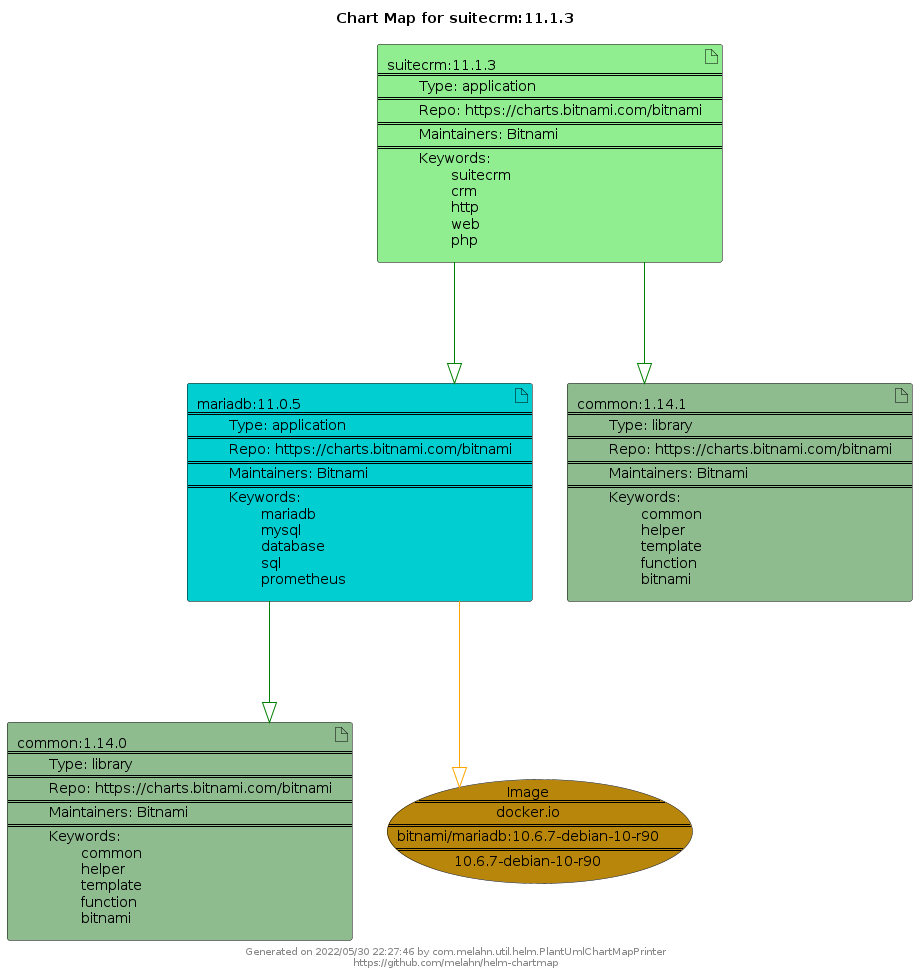 Chart Map for suitecrm:11.1.3
suitecrm:11.1.3
Type: application
Repo: https://charts.bitnami.com/bitnami
Maintainers: Bitnami
Keywords:
suitecrm
crm
http
web
php
mariadb:11.0.5
Type: application
Repo: https://charts.bitnami.com/bitnami
Maintainers: Bitnami
Keywords:
mariadb
mysql
database
sql
prometheus
common:1.14.1
Type: library
Repo: https://charts.bitnami.com/bitnami
Maintainers: Bitnami
Keywords:
common
helper
template
function
bitnami
common:1.14.0
Type: library
Repo: https://charts.bitnami.com/bitnami
Maintainers: Bitnami
Keywords:
common
helper
template
function
bitnami
Image
docker.io
bitnami/mariadb:10.6.7-debian-10-r90
10.6.7-debian-10-r90
Generated on 2022/05/30 22:27:46 by com.melahn.util.helm.PlantUmlChartMapPrinter
https://github.com/melahn/helm-chartmap